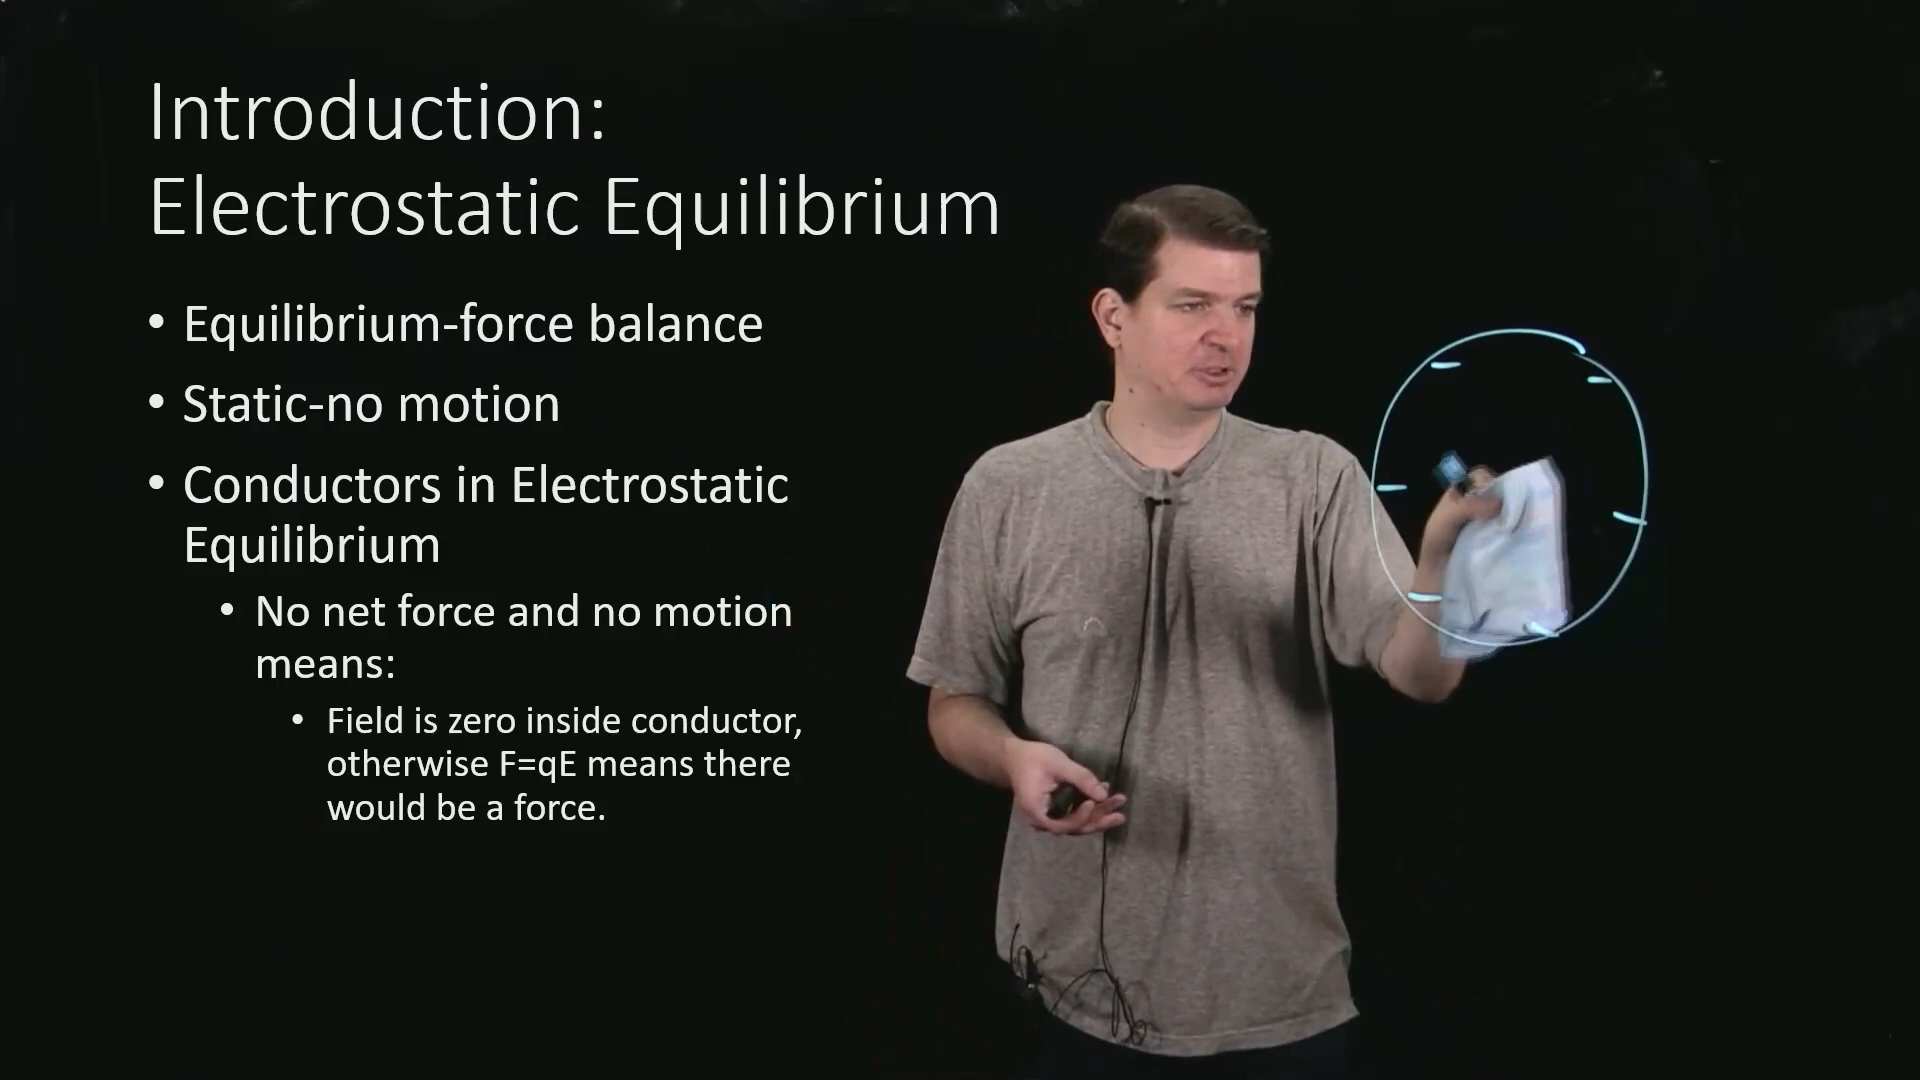 Introduction:
Electrostatic Equilibrium
• Equilibrium-force balance
• Static-no motion
• Conductors in Electrostatic
Equilibrium
• No net force and no motion
means:
• Field is zero inside conductor,
otherwise F=qE means there
would be a force.